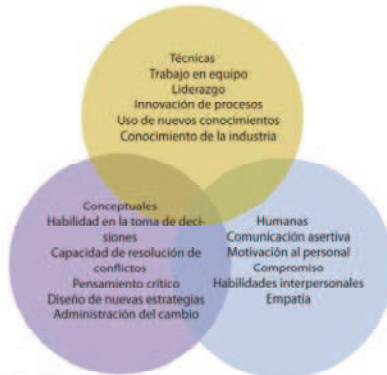 Técnicas
Trabajo en equipo
Liderazgo
Innovación de procesos
Uso de nuevos conocimientos
Conocimiento de la industria
Conceptuales
Habilidad en la toma de deci-
siones
Capacidad de resolución de
conflictos
Pensamiento crítico
Diseño de nuevas estrategias
Administración del cambio
Humanas
Comunicación asertiva
Motivación al personal
Compromiso
Habilidades interpersonales
Empatía